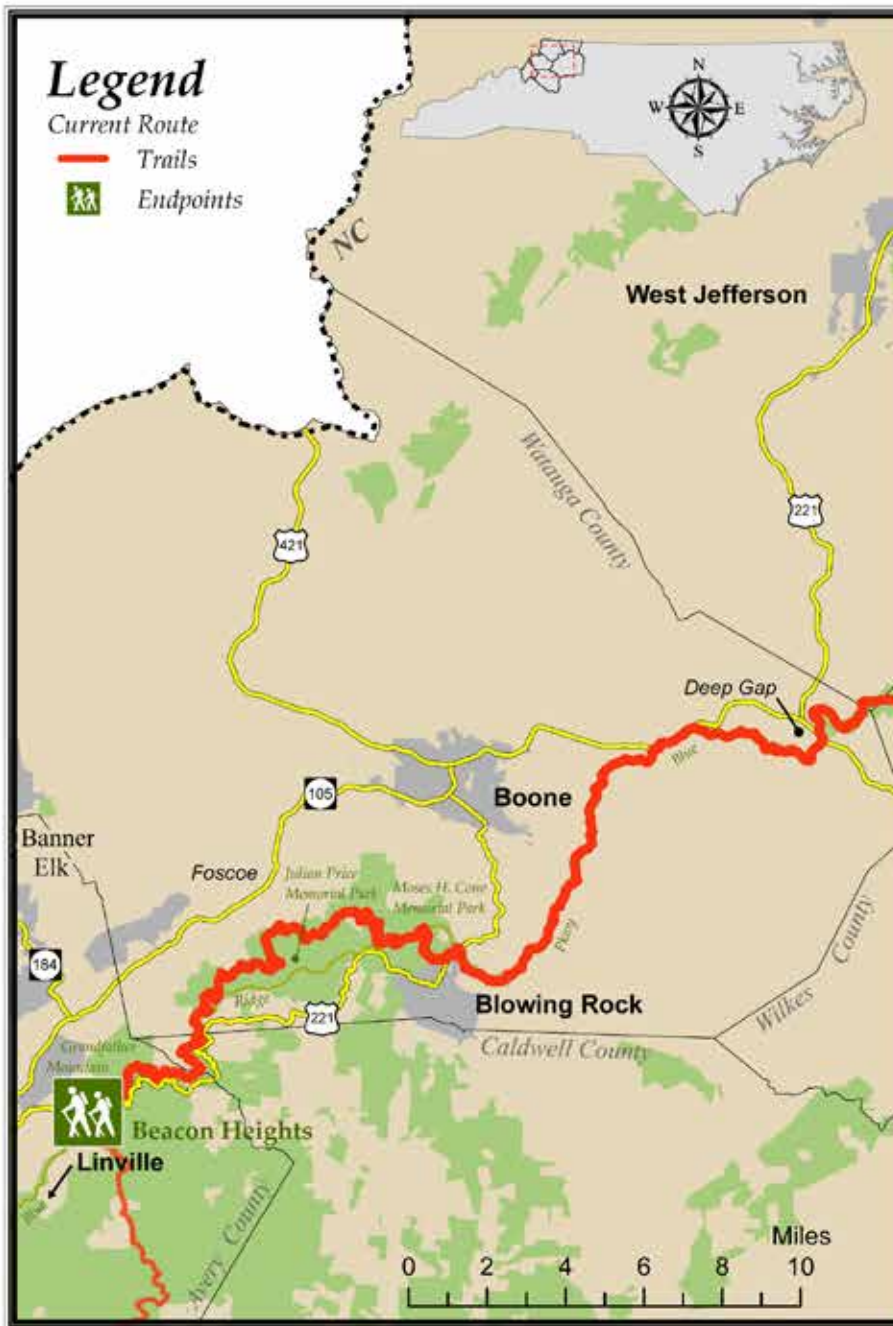 Legend
Current Route
Trails
Endpoints
N
W
E
S
NC
West Jefferson
Watauga County
221
421
Deep Gap
Blue
Boone
105
Banner
Elk
Foscoe
Julian Price
Memorial Park
Moses H. Cone
Memorial Park
Pkwy
184
Ridge
221
Blowing Rock
Wilkes
County
Caldwell County
Grandfather
Mountain
Beacon Heights
Linville
Blue
Avery County
Miles
0 2 4 6 8 10